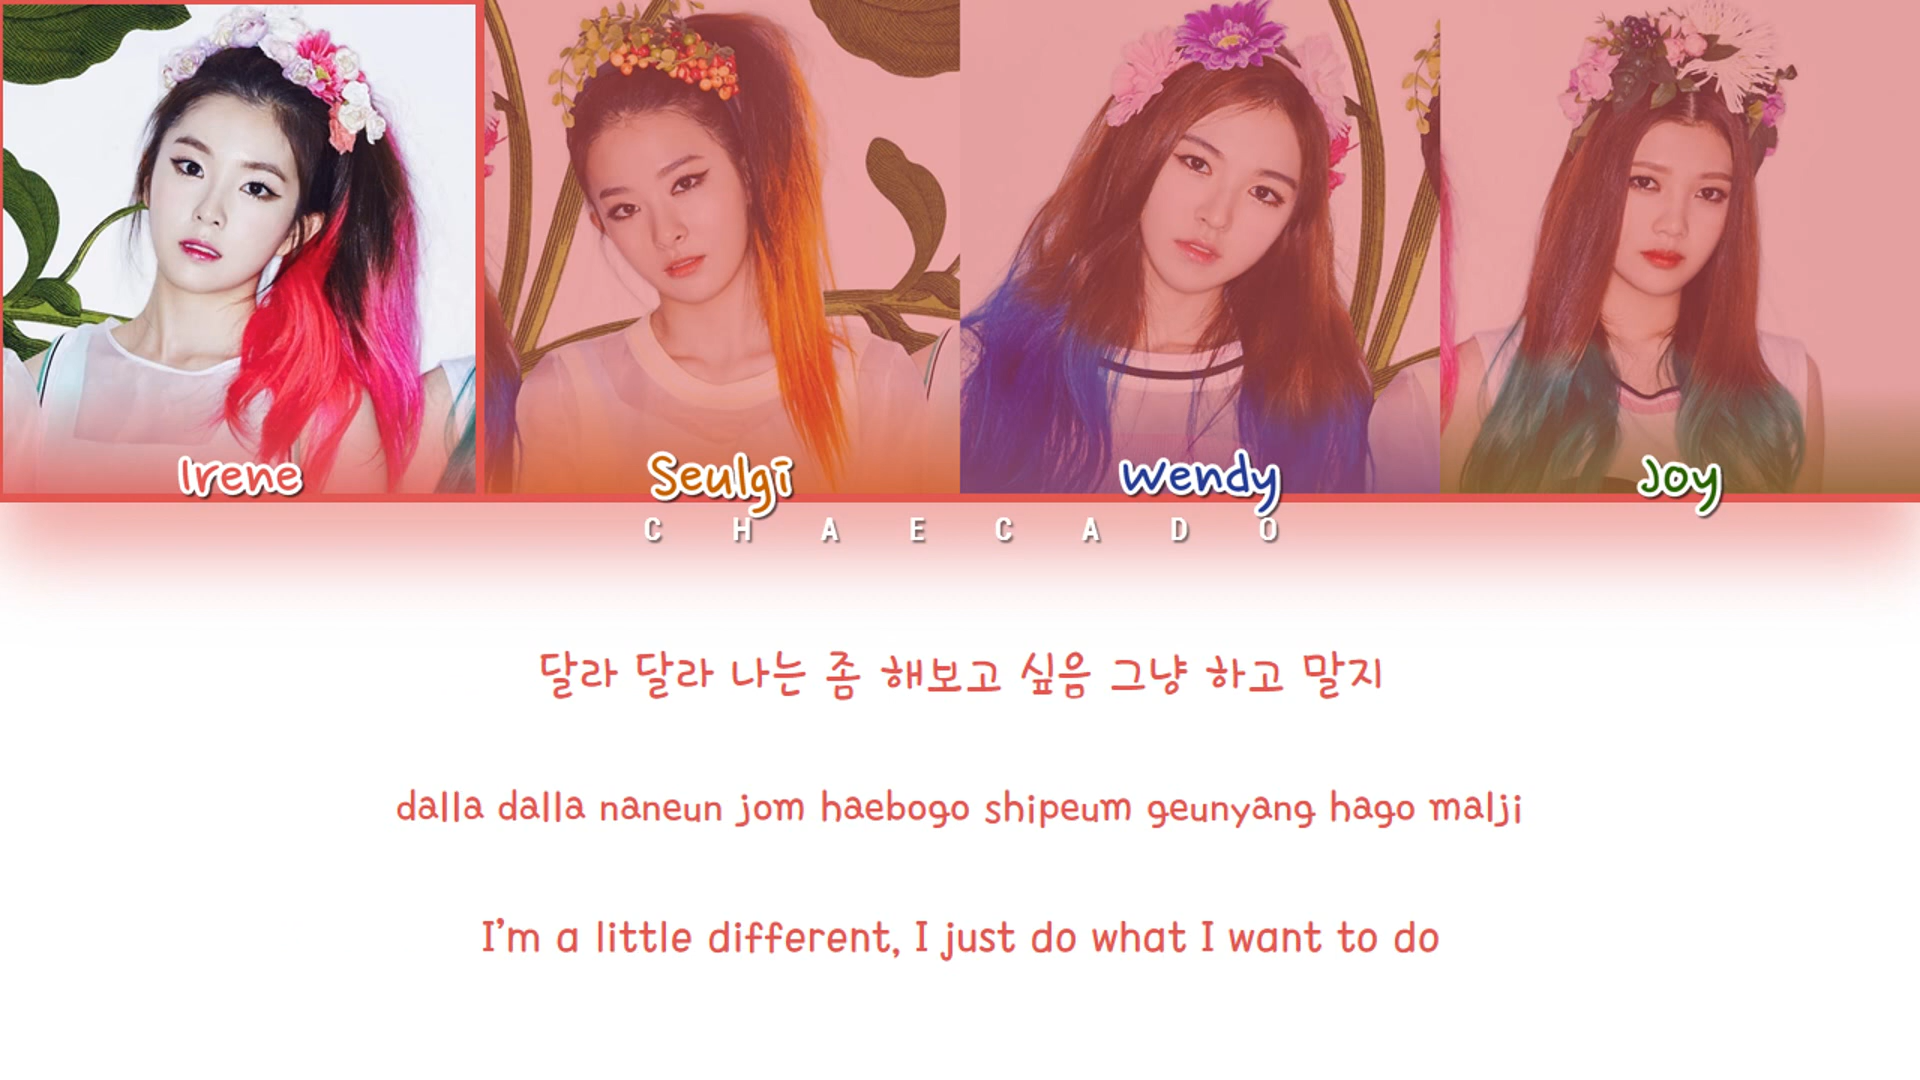 Irene
Seulgi
Wendy
Joy
CHAECADO
달라 달라 나는 좀 해보고 싶음 그냥 하고 말지
dalla dalla naneun jom haebogo shipeum geunyang hago malji
I'm a little different, I just do what I want to do